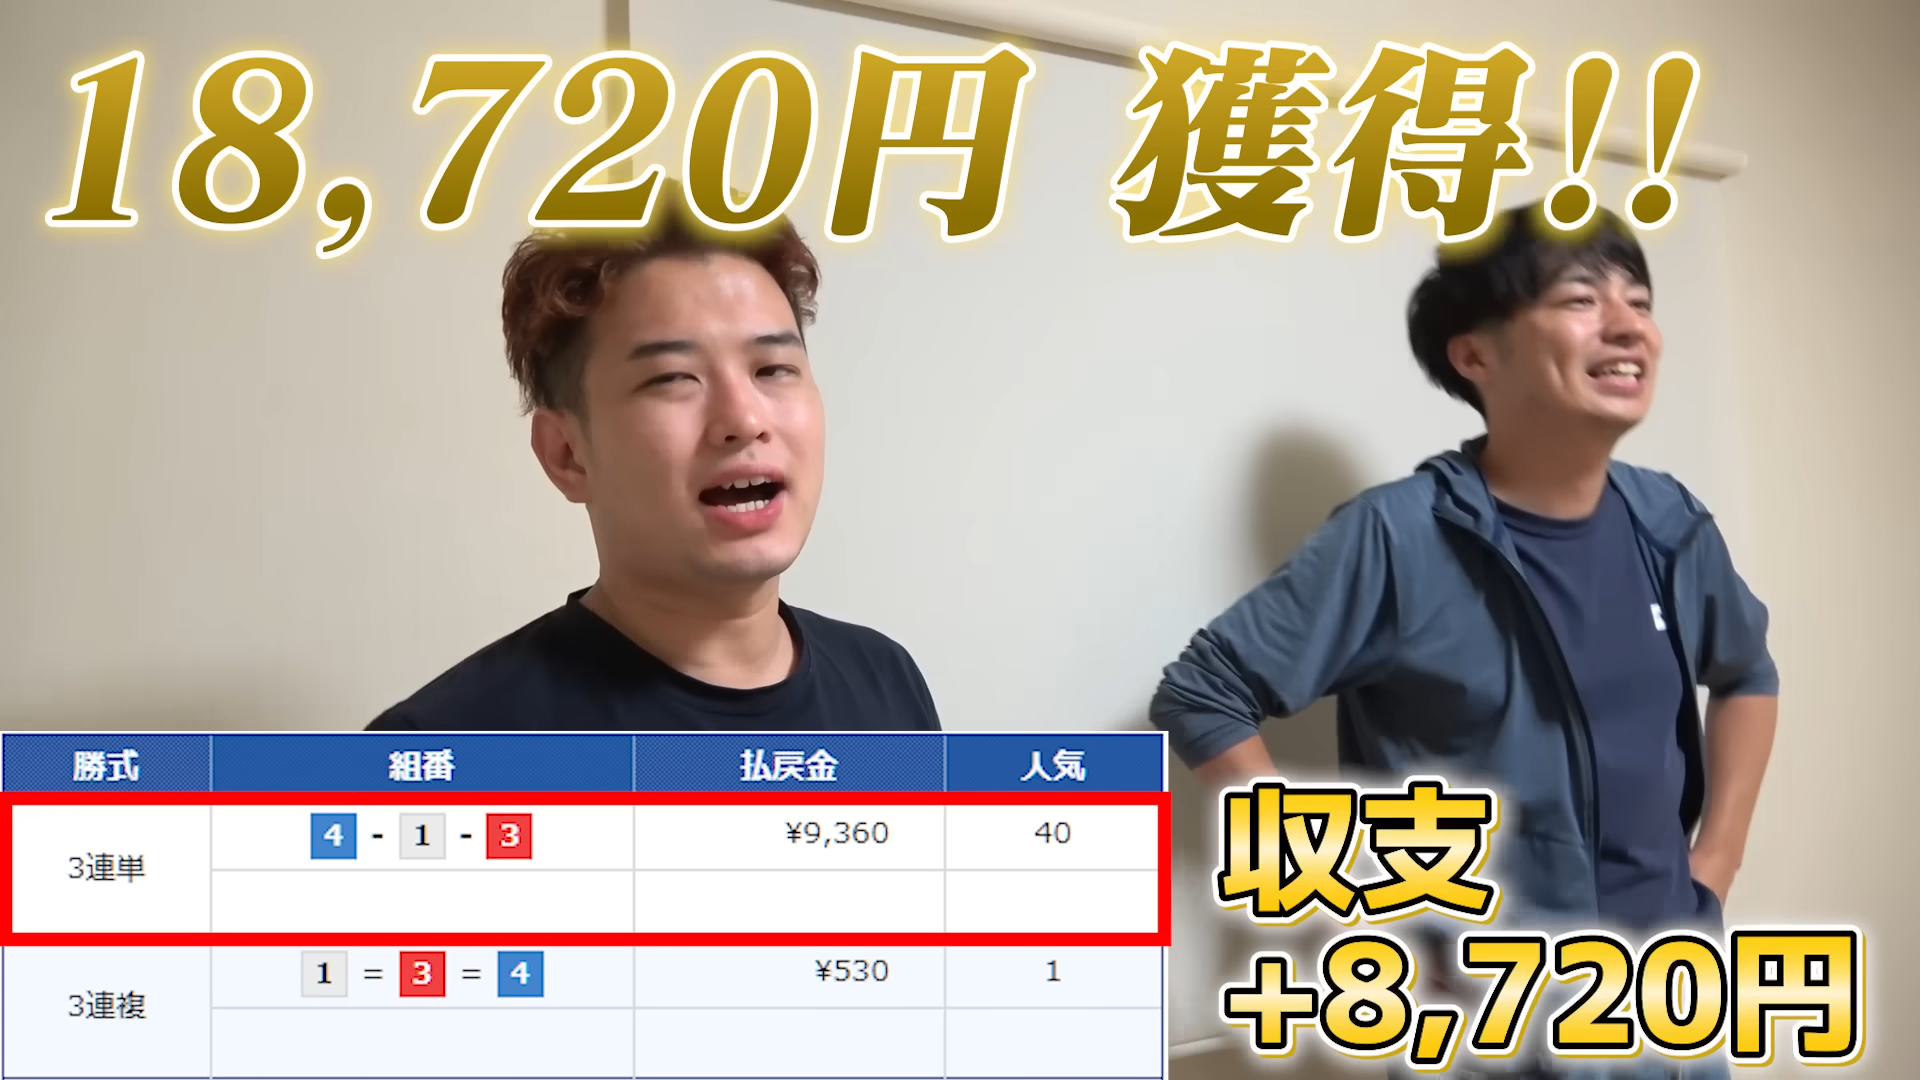 18,720円 獲得!!
勝式 組番 払戻金 人気
3連単 4 - 1 - 3 ¥9,360 40
3連複 1 = 3 = 4 ¥530 1
収支
+8,720円